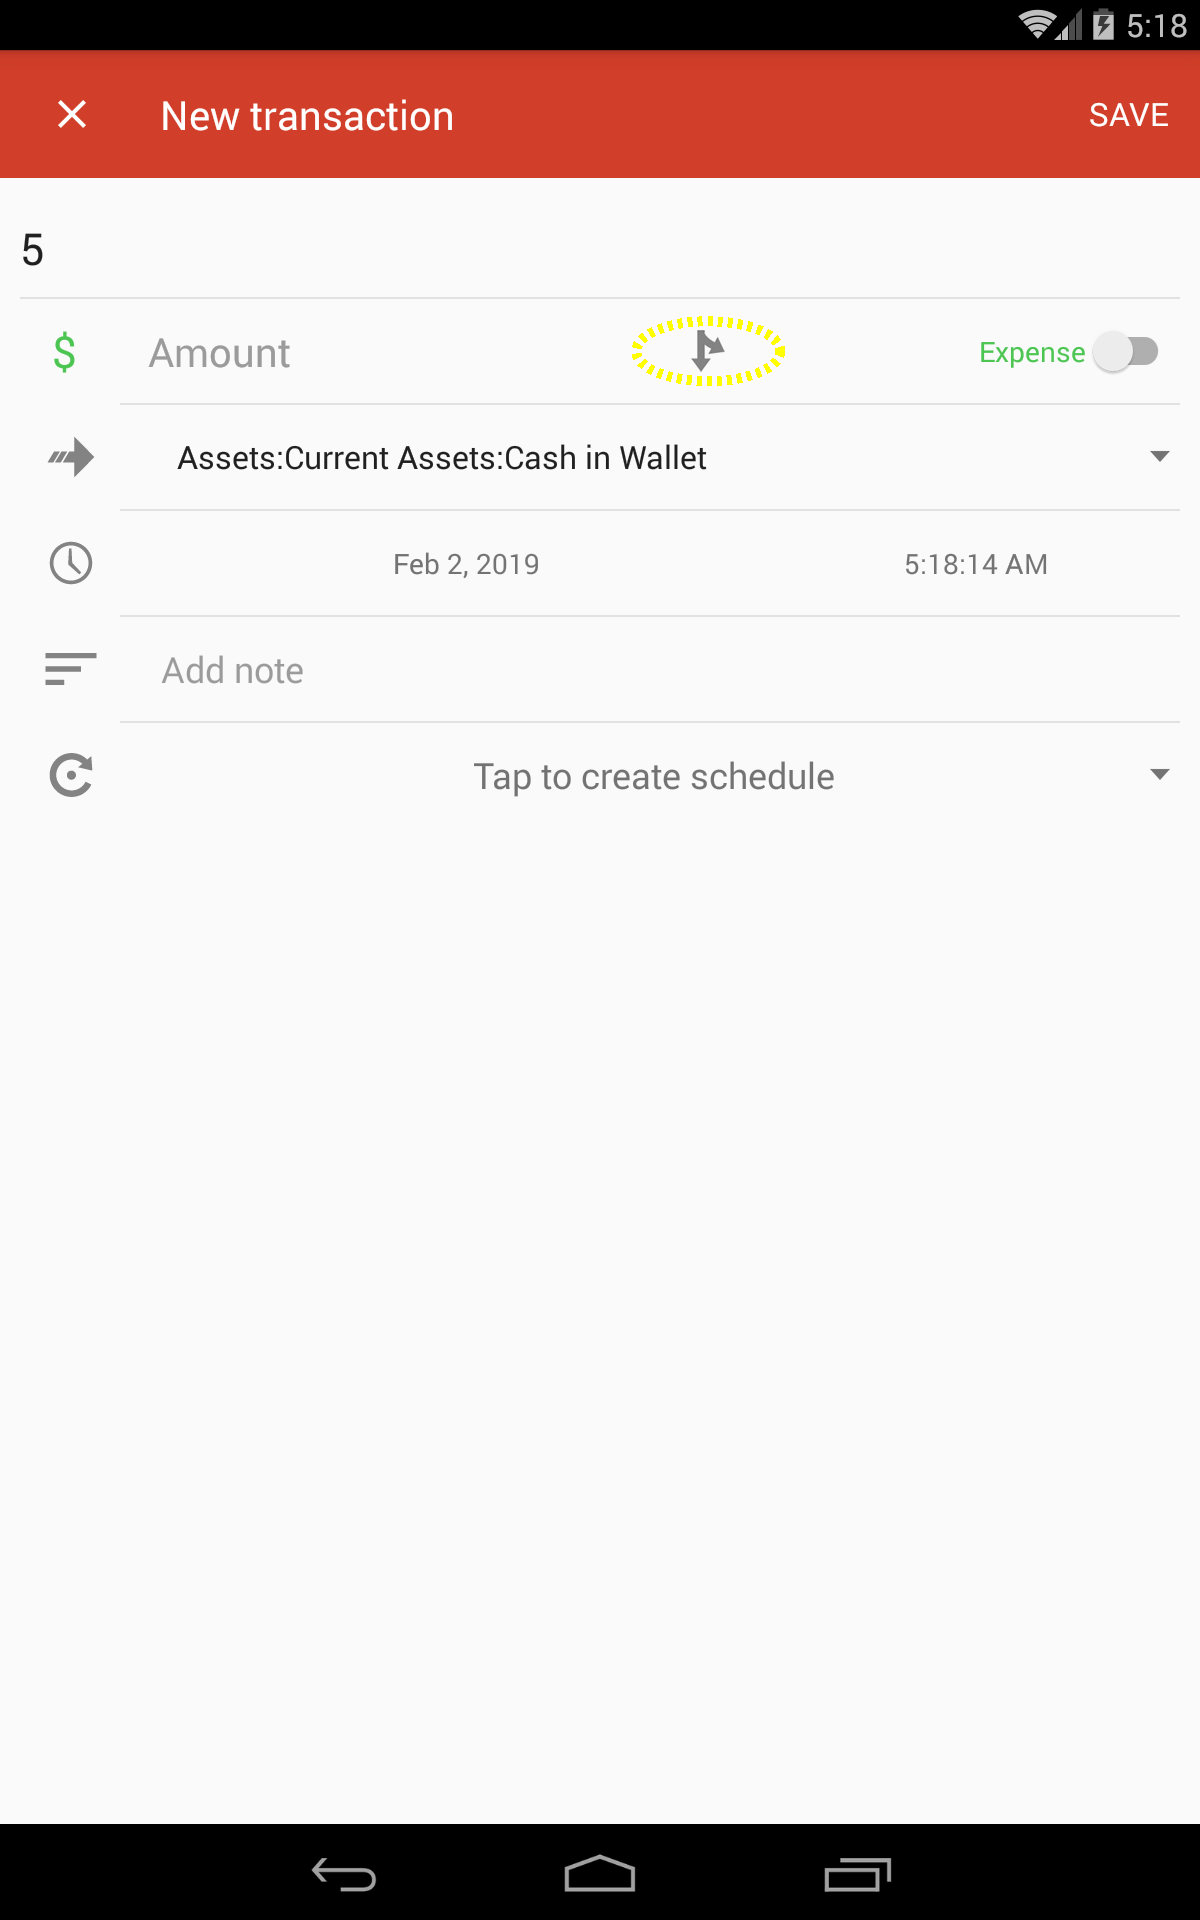 5:18
New transaction
SAVE
5
$ Amount Expense
Assets:Current Assets:Cash in Wallet
Feb 2, 2019 5:18:14 AM
Add note
Tap to create schedule